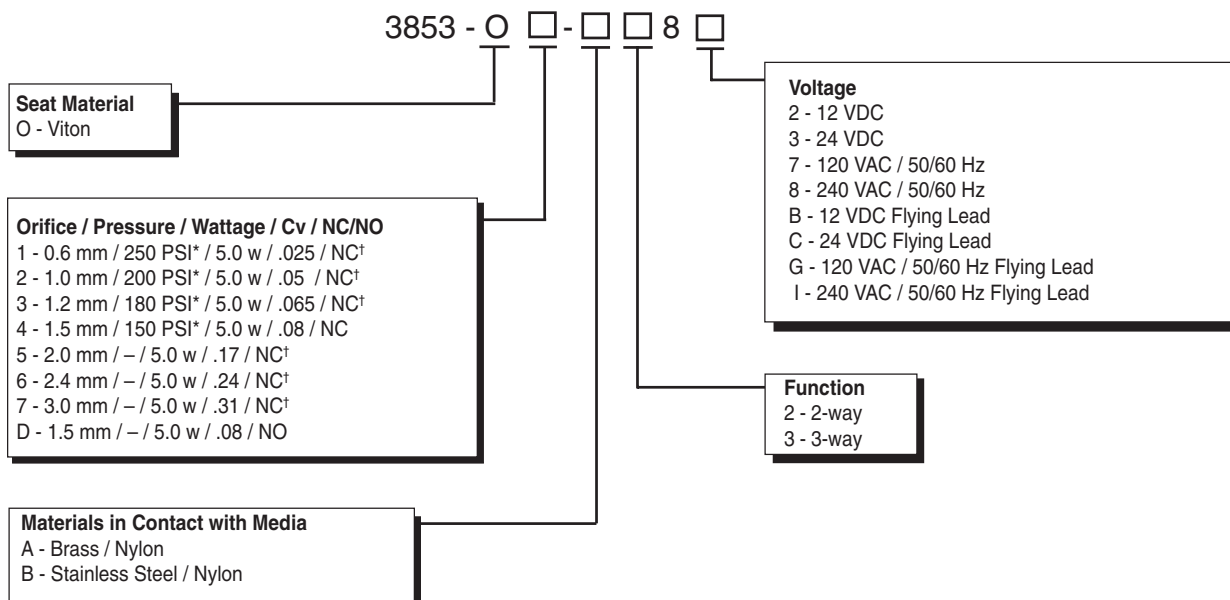 3853 - O □ - □ □ 8 □
Seat Material
O - Viton
Orifice / Pressure / Wattage / Cv / NC/NO
1 - 0.6 mm / 250 PSI* / 5.0 w / .025 / NC†
2 - 1.0 mm / 200 PSI* / 5.0 w / .05 / NC†
3 - 1.2 mm / 180 PSI* / 5.0 w / .065 / NC†
4 - 1.5 mm / 150 PSI* / 5.0 w / .08 / NC
5 - 2.0 mm / – / 5.0 w / .17 / NC†
6 - 2.4 mm / – / 5.0 w / .24 / NC†
7 - 3.0 mm / – / 5.0 w / .31 / NC†
D - 1.5 mm / – / 5.0 w / .08 / NO
Materials in Contact with Media
A - Brass / Nylon
B - Stainless Steel / Nylon
Voltage
2 - 12 VDC
3 - 24 VDC
7 - 120 VAC / 50/60 Hz
8 - 240 VAC / 50/60 Hz
B - 12 VDC Flying Lead
C - 24 VDC Flying Lead
G - 120 VAC / 50/60 Hz Flying Lead
I - 240 VAC / 50/60 Hz Flying Lead
Function
2 - 2-way
3 - 3-way